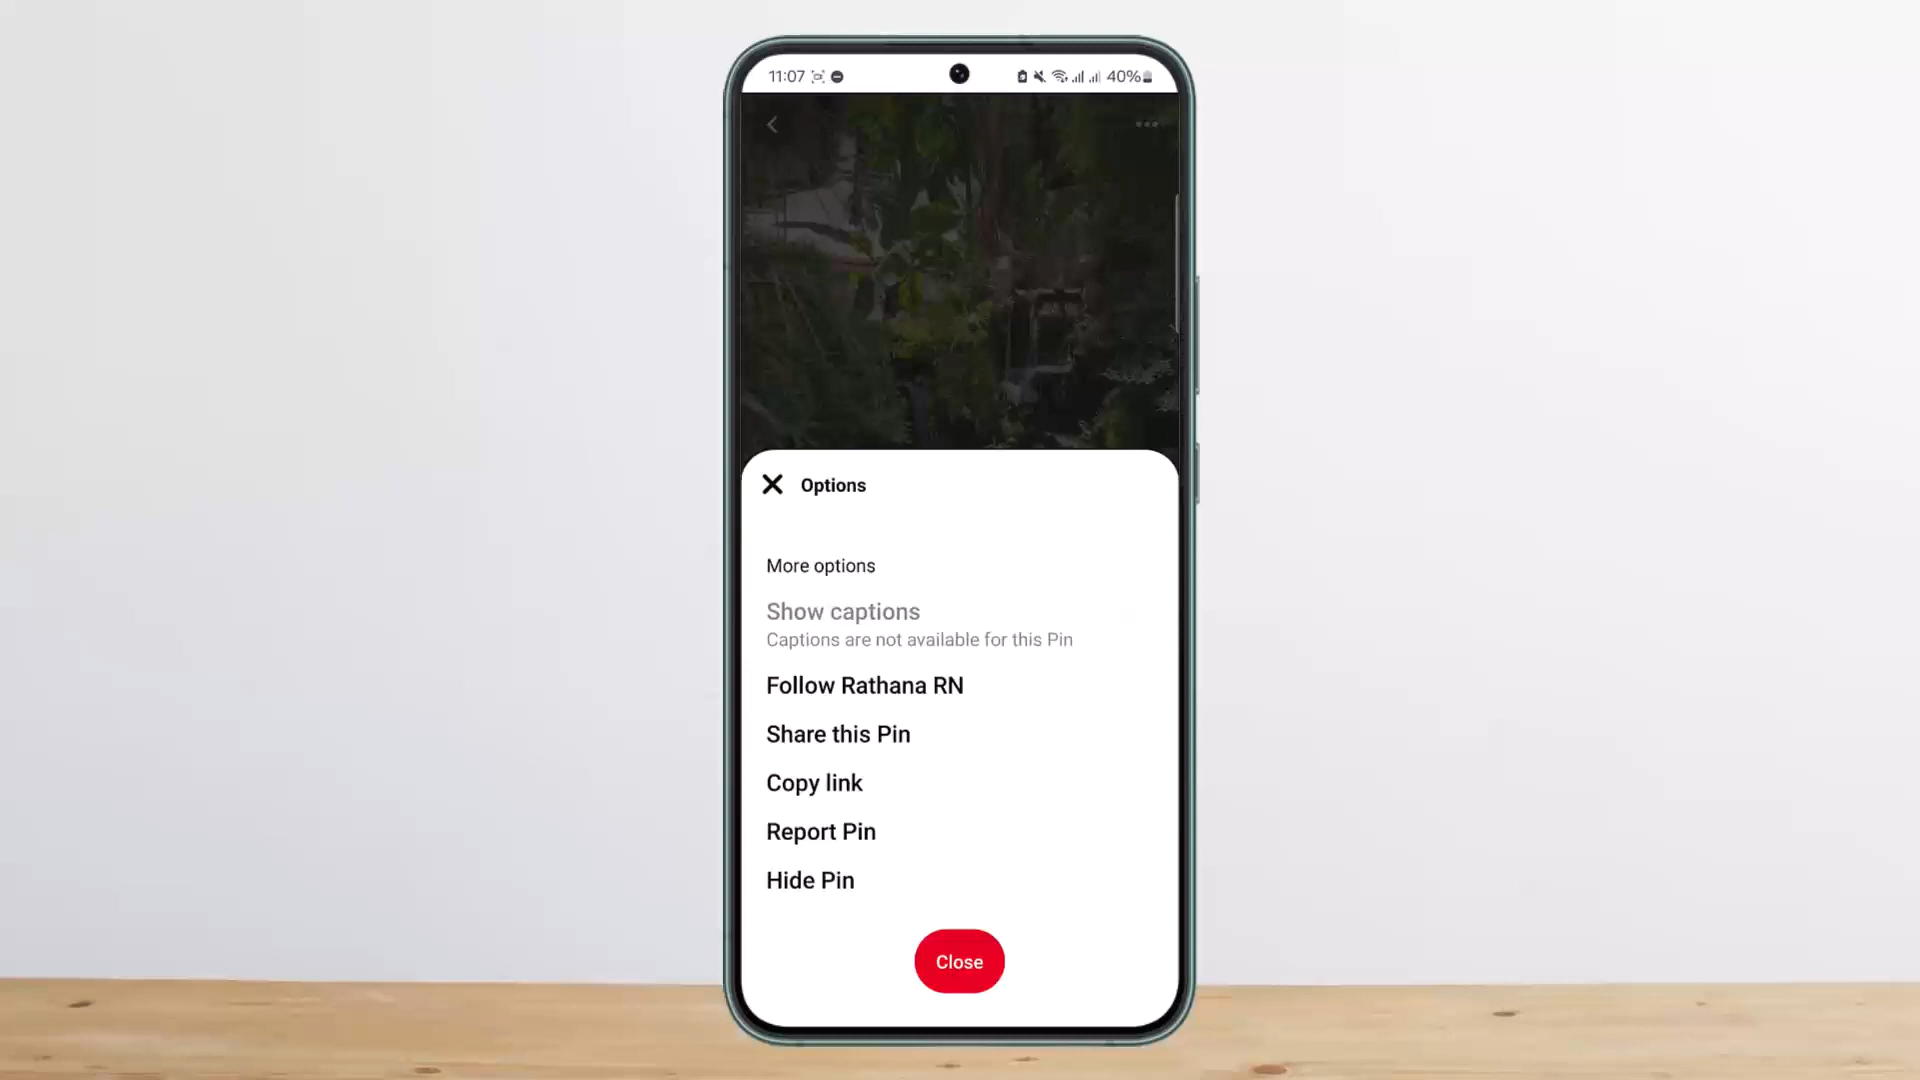 11:07 40%
Options
More options
Show captions
Captions are not available for this Pin
Follow Rathana RN
Share this Pin
Copy link
Report Pin
Hide Pin
Close